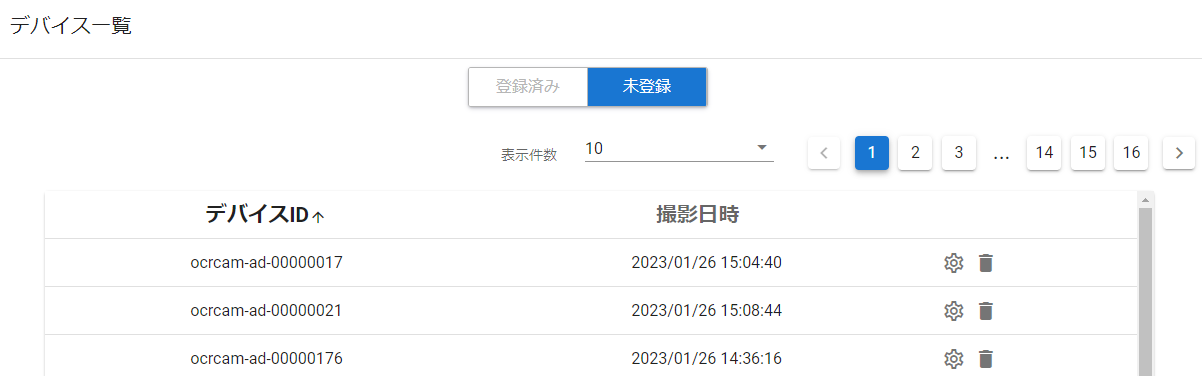 デバイス一覧
登録済み 未登録
表示件数 10 1 2 3 ... 14 15 16
デバイスID↑ 撮影日時
ocrcam-ad-00000017 2023/01/26 15:04:40
ocrcam-ad-00000021 2023/01/26 15:08:44
ocrcam-ad-00000176 2023/01/26 14:36:16